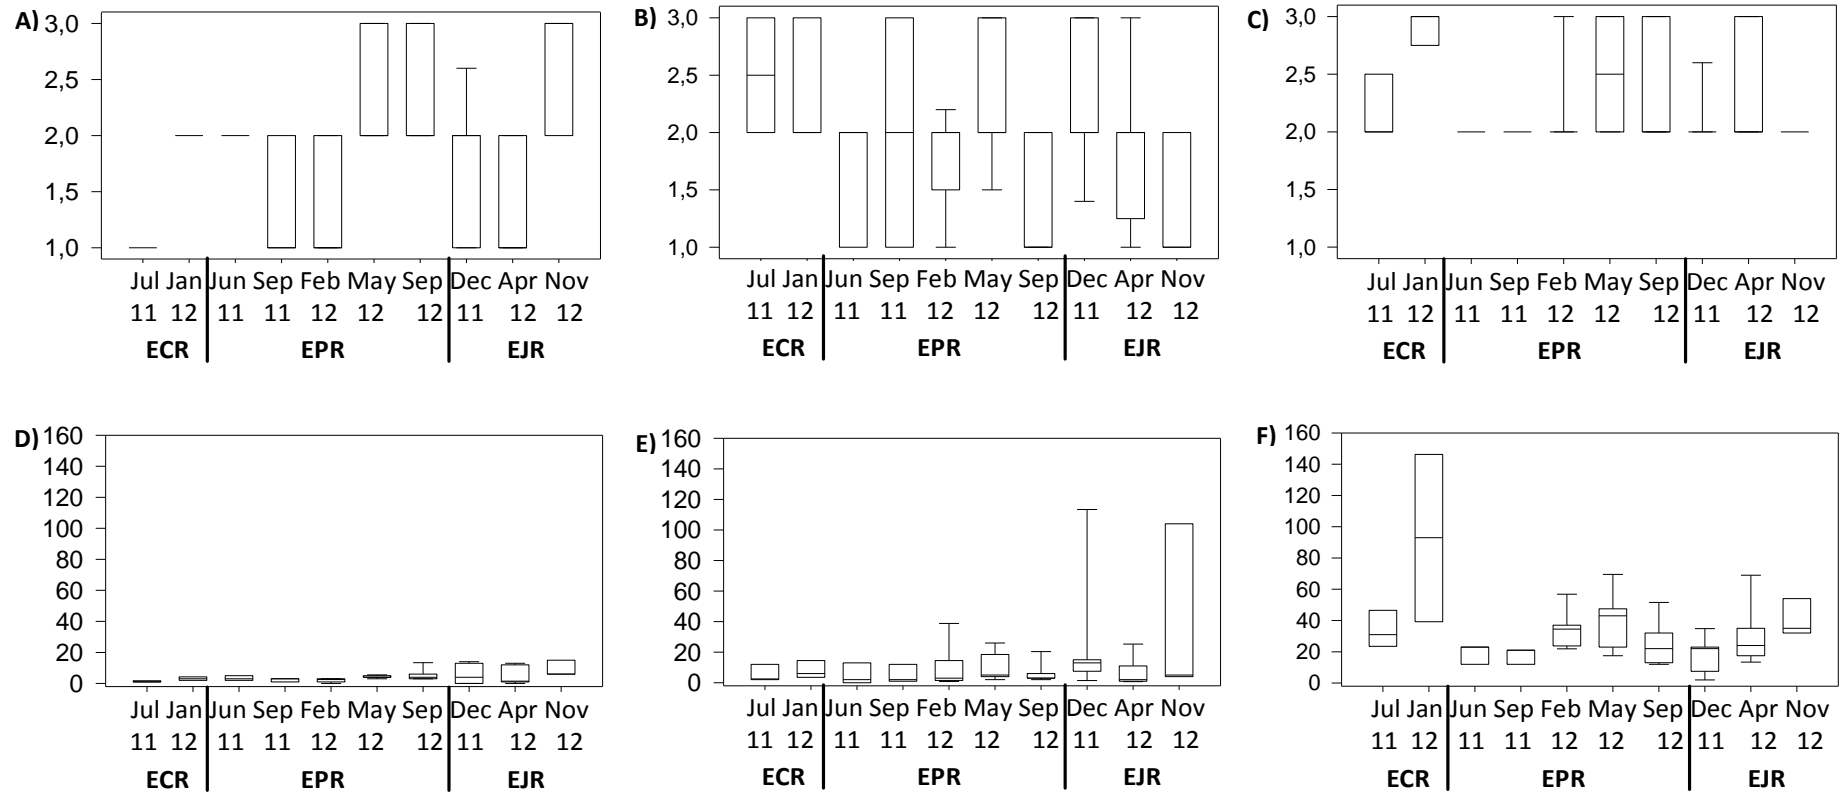 A) B) C)
3,0 3,0 3,0
2,5 2,5 2,5
2,0 2,0 2,0
1,5 1,5 1,5
1,0 1,0 1,0
Jul Jan Jun Sep Feb May Sep Dec Apr Nov Jul Jan Jun Sep Feb May Sep Dec Apr Nov Jul Jan Jun Sep Feb May Sep Dec Apr Nov
11 12 11 11 12 12 12 11 12 12 11 12 11 11 12 12 12 11 12 12 11 12 11 11 12 12 12 11 12 12
ECR EPR EJR ECR EPR EJR ECR EPR EJR
D) E) F)
160 160 160
140 140 140
120 120 120
100 100 100
80 80 80
60 60 60
40 40 40
20 20 20
0 0 0
Jul Jan Jun Sep Feb May Sep Dec Apr Nov Jul Jan Jun Sep Feb May Sep Dec Apr Nov Jul Jan Jun Sep Feb May Sep Dec Apr Nov
11 12 11 11 12 12 12 11 12 12 11 12 11 11 12 12 12 11 12 12 11 12 11 11 12 12 12 11 12 12
ECR EPR EJR ECR EPR EJR ECR EPR EJR